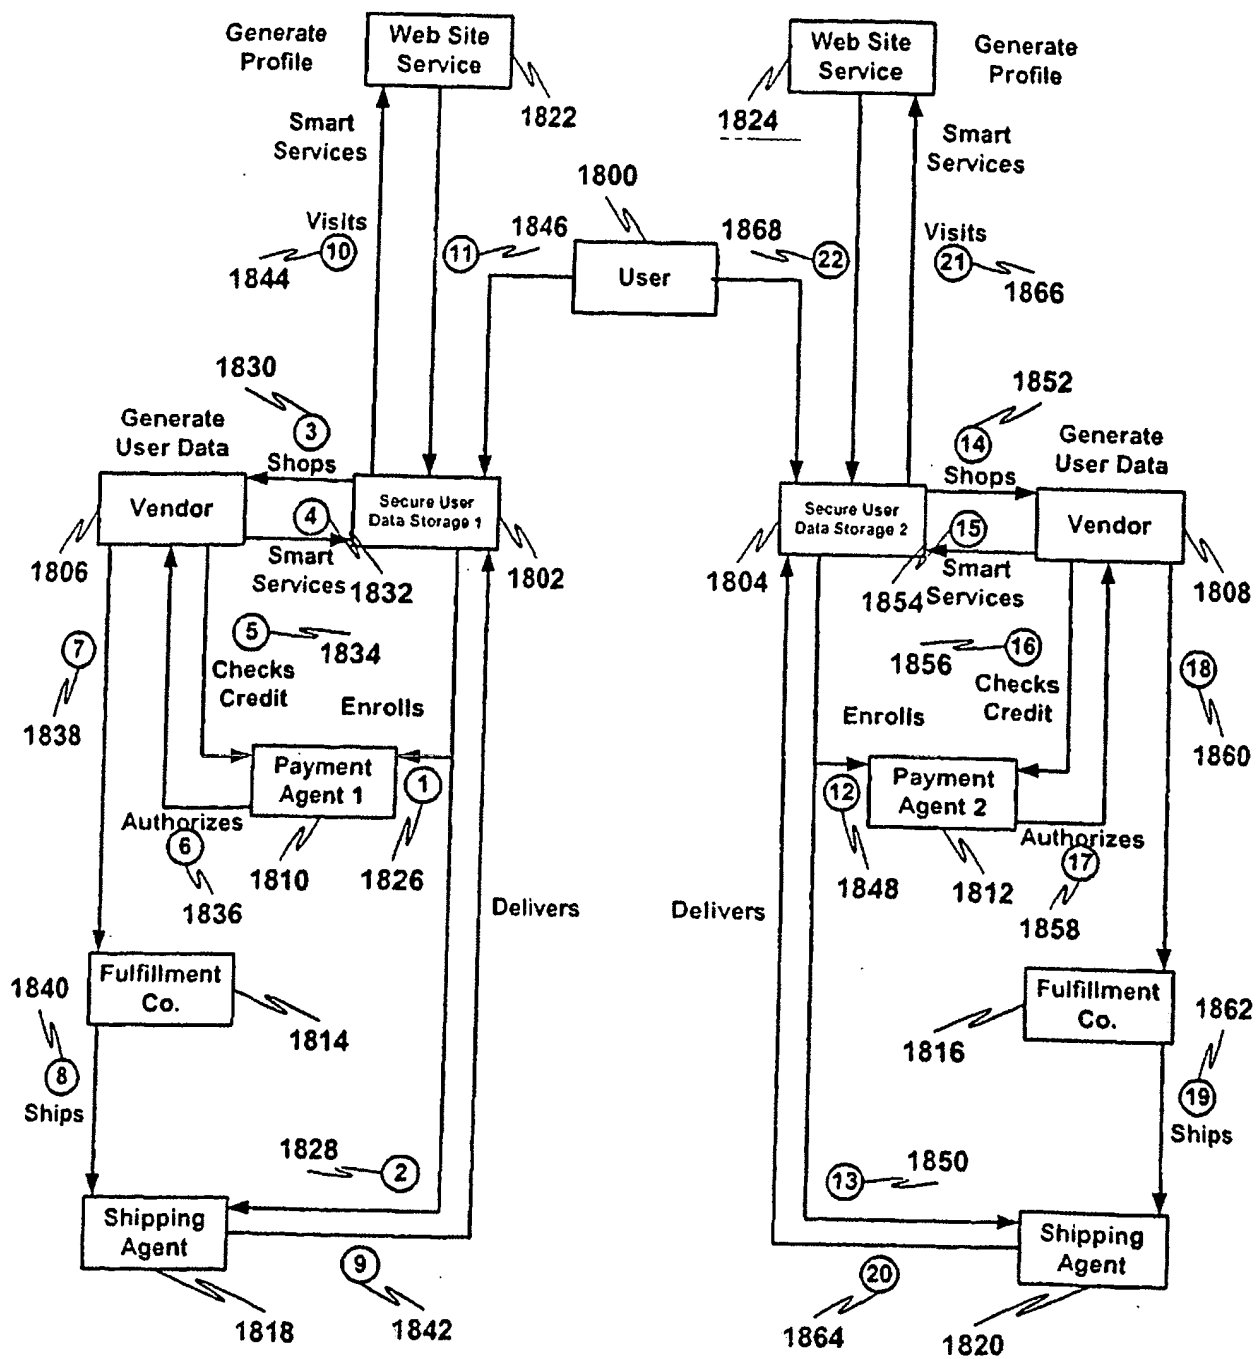 Generate
Profile
Web Site
Service
1822
Smart
Services
Web Site
Service
Generate
Profile
1824
Smart
Services
1800
User
Visits
10
1844
11
1846
1868
22
Visits
21
1866
1830
3
Generate
User Data
Shops
Vendor
1806
4
Smart
Services
1832
Secure User
Data Storage 1
1802
1852
14
Shops
Generate
User Data
Secure User
Data Storage 2
1804
15
Smart
Services
1854
Vendor
1808
7
1838
5
1834
Checks
Credit
Enrolls
Payment
Agent 1
1
Authorizes
6
1836
1810
1826
1856
16
Checks
Credit
18
1860
Enrolls
12
1848
Payment
Agent 2
1812
Authorizes
17
1858
Delivers
Delivers
Fulfillment
Co.
1814
1840
8
Ships
Fulfillment
Co.
1816
1862
19
Ships
1828
2
Shipping
Agent
1818
9
1842
13
1850
Shipping
Agent
1820
20
1864